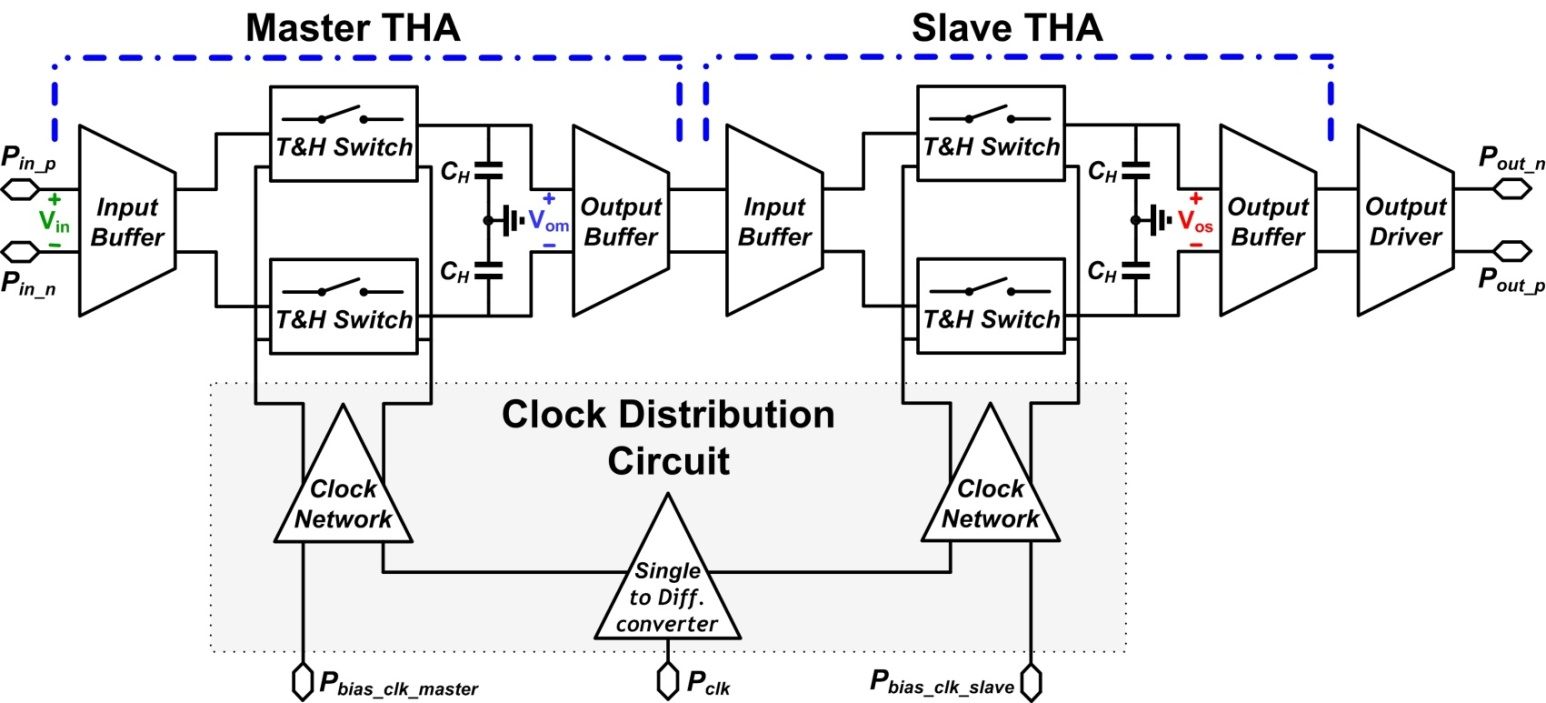 Master THA
Slave THA
P_in_p
+
V_in
-
P_in_n
Input
Buffer
T&H Switch
T&H Switch
C_H
C_H
+
V_om
-
Output
Buffer
Input
Buffer
T&H Switch
T&H Switch
C_H
C_H
+
V_os
-
Output
Buffer
Output
Driver
P_out_n
P_out_p
Clock Distribution
Circuit
Clock
Network
Single
to Diff.
converter
Clock
Network
P_bias_clk_master
P_clk
P_bias_clk_slave